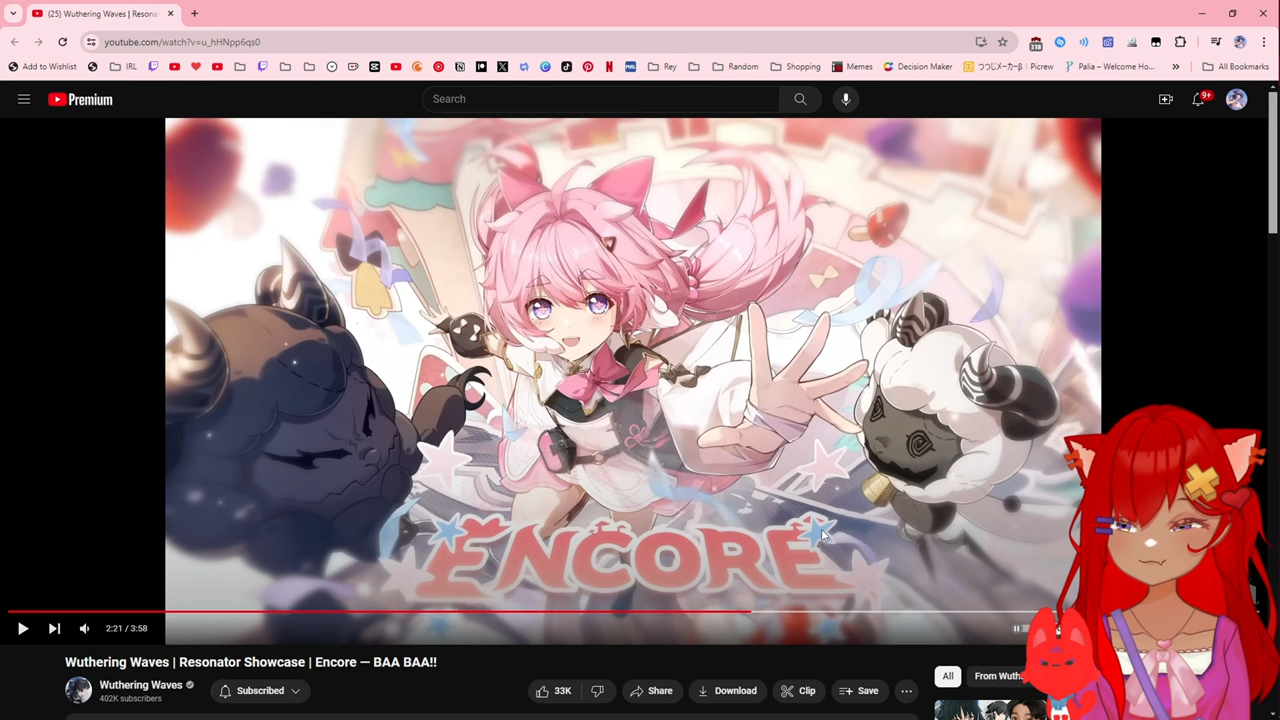 (25) Wuthering Waves | Resona
youtube.com/watch?v=u_hHNpp6qs0
318
Add to Wishlist
IRL
Rey
Random
Shopping
Memes
Decision Maker
つつじメーカーβ
Picrew
Palia – Welcome Ho...
»
All Bookmarks
Premium
Search
9+
ENCORE
2:21 / 3:58
Wuthering Waves | Resonator Showcase | Encore — BAA BAA!!
Wuthering Waves
402K subscribers
Subscribed
33K
Share
Download
Clip
Save
All
From Wuth